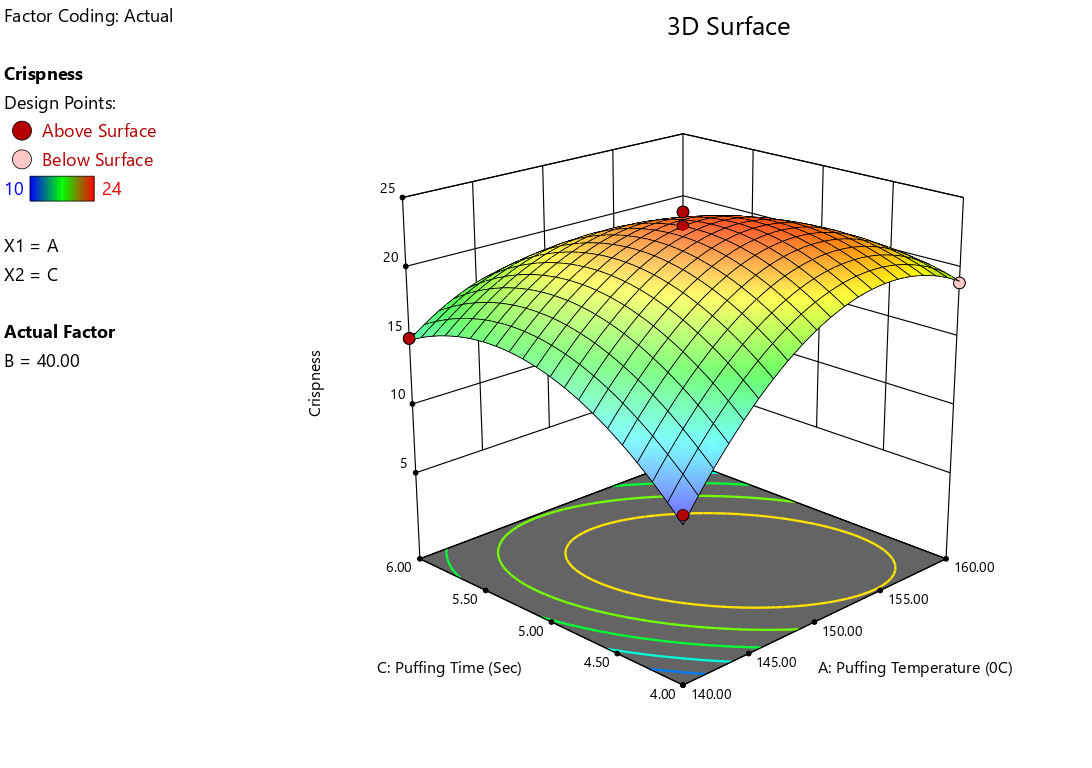 Factor Coding: Actual
3D Surface
Crispness
Design Points:
Above Surface
Below Surface
10 24
X1 = A
X2 = C
Actual Factor
B = 40.00
25
20
15
10
5
Crispness
6.00
5.50
5.00
4.50
4.00
140.00
145.00
150.00
155.00
160.00
C: Puffing Time (Sec)
A: Puffing Temperature (0C)